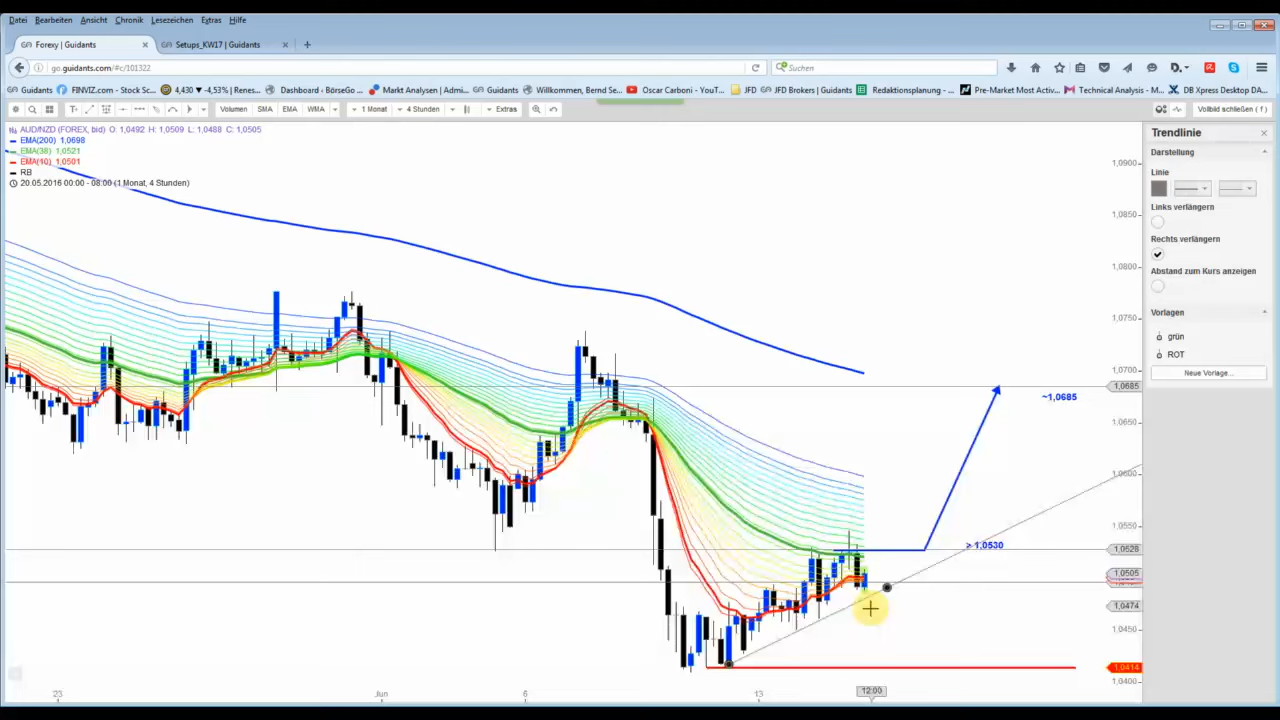 Datei Bearbeiten Ansicht Chronik Lesezeichen Extras Hilfe
Forexy | Guidants
Setups_KW17 | Guidants
go.guidants.com/#c/101322
Suchen
Guidants FINVIZ.com - St... 4,430 ▼ -4,53% | Renes... Dashboard - BörseGo ... Markt Analysen | Admi... Guidants Willkommen, Bernd Se... Oscar Carboni - YouT... JFD JFD Brokers | Guidants Redaktionsplanung - ... Pre-Market Most Activ... Technical Analysis - M... DB Xpress Desktop DA...
Volumen SMA EMA WMA 1 Monat 4 Stunden Extras Vollbild schließen ( f )
AUD/NZD (FOREX, bid) O: 1,0492 H: 1,0509 L: 1,0488 C: 1,0505
EMA(200) 1,0698
EMA(38) 1,0521
EMA(10) 1,0501
RB
20.05.2016 00:00 - 08:00 (1 Monat, 4 Stunden)
1,0900
1,0850
1,0800
1,0750
1,0700
1,0685
~1,0685
1,0650
1,0600
1,0550
> 1,0530
1,0528
1,0505
1,0474
1,0450
1,0414
1,0400
23 Jun 6 13 12:00
Trendlinie
Darstellung
Linie
Links verlängern
Rechts verlängern
Abstand zum Kurs anzeigen
Vorlagen
grün
ROT
Neue Vorlage...